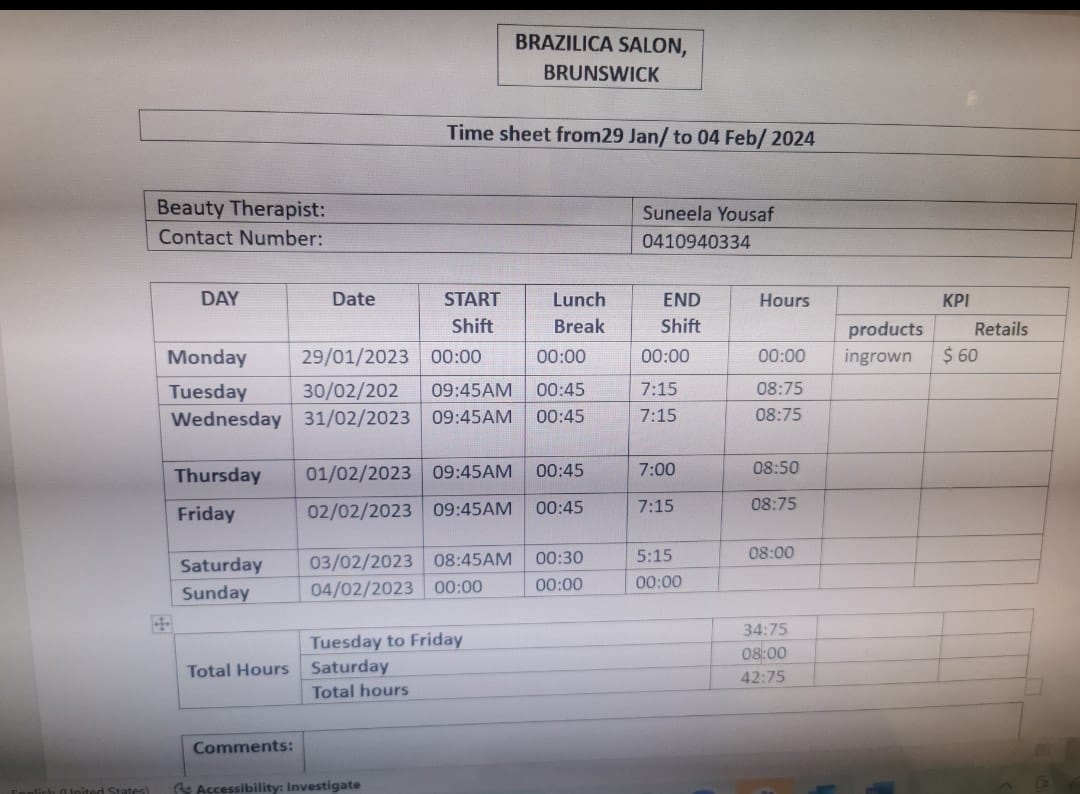 BRAZILICA SALON,
BRUNSWICK
Time sheet from29 Jan/ to 04 Feb/ 2024
Beauty Therapist: Suneela Yousaf
Contact Number: 0410940334
DAY Date START Shift Lunch Break END Shift Hours KPI
products Retails
Monday 29/01/2023 00:00 00:00 00:00 00:00 ingrown $ 60
Tuesday 30/02/202 09:45AM 00:45 7:15 08:75
Wednesday 31/02/2023 09:45AM 00:45 7:15 08:75
Thursday 01/02/2023 09:45AM 00:45 7:00 08:50
Friday 02/02/2023 09:45AM 00:45 7:15 08:75
Saturday 03/02/2023 08:45AM 00:30 5:15 08:00
Sunday 04/02/2023 00:00 00:00 00:00
Total Hours
Tuesday to Friday 34:75
Saturday 08:00
Total hours 42:75
Comments:
English (United States) Accessibility: Investigate